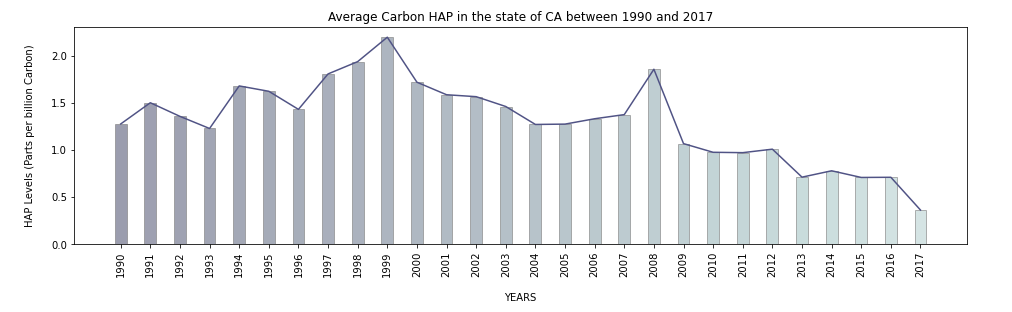 Average Carbon HAP in the state of CA between 1990 and 2017
HAP Levels (Parts per billion Carbon)
2.0
1.5
1.0
0.5
0.0
1990 1991 1992 1993 1994 1995 1996 1997 1998 1999 2000 2001 2002 2003 2004 2005 2006 2007 2008 2009 2010 2011 2012 2013 2014 2015 2016 2017
YEARS